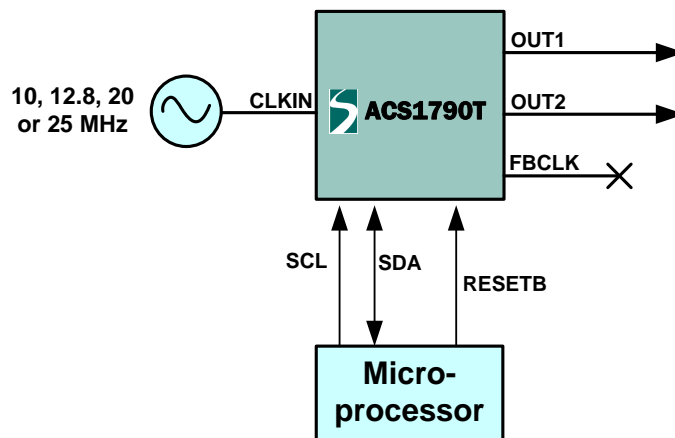 OUT1
10, 12.8, 20
or 25 MHz
CLKIN
ACS1790T
OUT2
FBCLK
SCL
SDA
RESETB
Micro-
processor